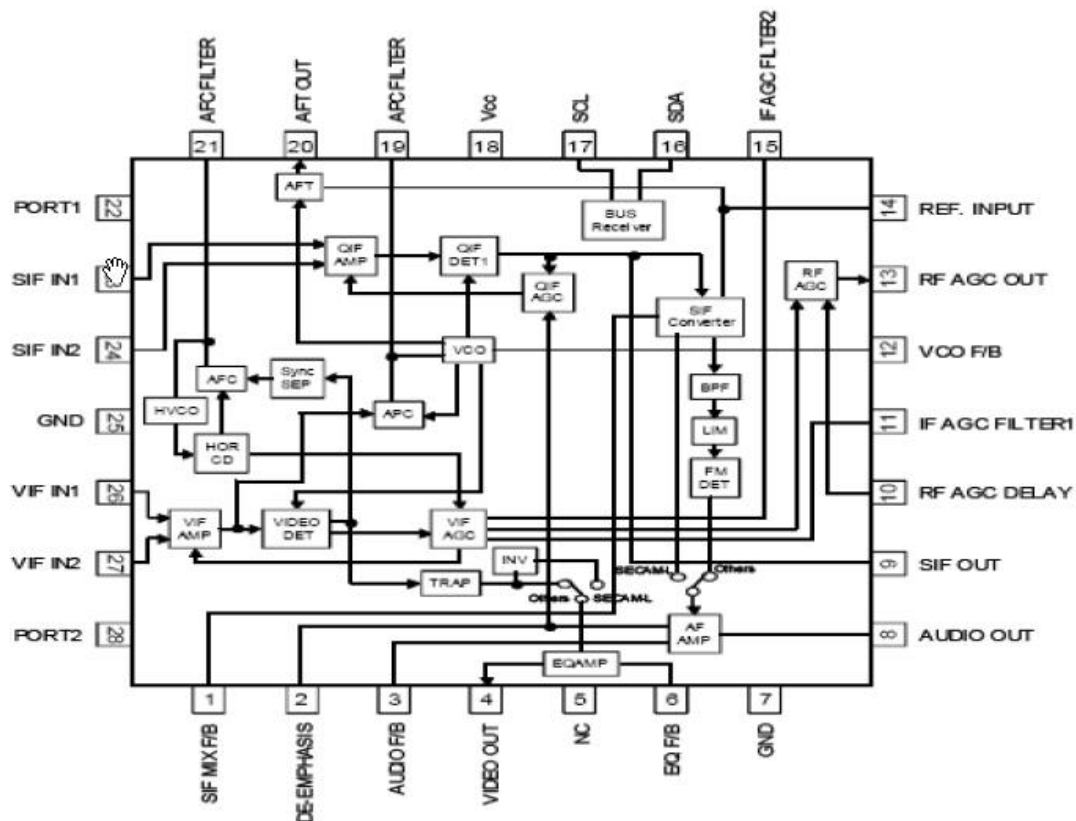 AFC FILTER
AFT OUT
APC FILTER
Vcc
SCL
SDA
IF AGC FILTER2
21
20
19
18
17
16
15
PORT1
22
AFT
BUS
Receiver
14
REF. INPUT
SIF IN1
QIF
AMP
QIF
DET1
QIF
AGC
RF
AGC
13
RF AGC OUT
SIF
Converter
SIF IN2
24
VCO
12
VCO F/B
AFC
Sync
SEP
BPF
HVCO
APC
GND
25
LIM
11
IF AGC FILTER1
HOR
CD
FM
DET
VIF IN1
26
10
RF AGC DELAY
VIF
AMP
VIDEO
DET
VIF
AGC
VIF IN2
27
INV
TRAP
SECAM-L
Others
9
SIF OUT
Others
SECAM-L
PORT2
28
AF
AMP
8
AUDIO OUT
EQAMP
1
2
3
4
5
6
7
SIF MIX F/B
DE-EMPHASIS
AUDIO F/B
VIDEO OUT
NC
E/Q F/B
GND